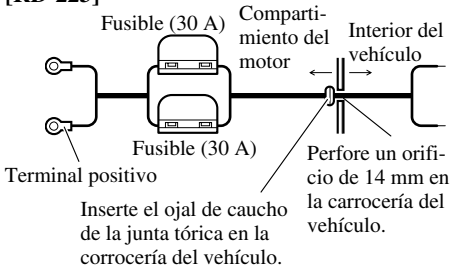 [RD-223]
Fusible (30 A)
Comparti-
miento del
motor
Interior del
vehículo
Fusible (30 A)
Terminal positivo
Perfore un orifi-
cio de 14 mm en
la carrocería del
vehículo.
Inserte el ojal de caucho
de la junta tórica en la
corrocería del vehículo.